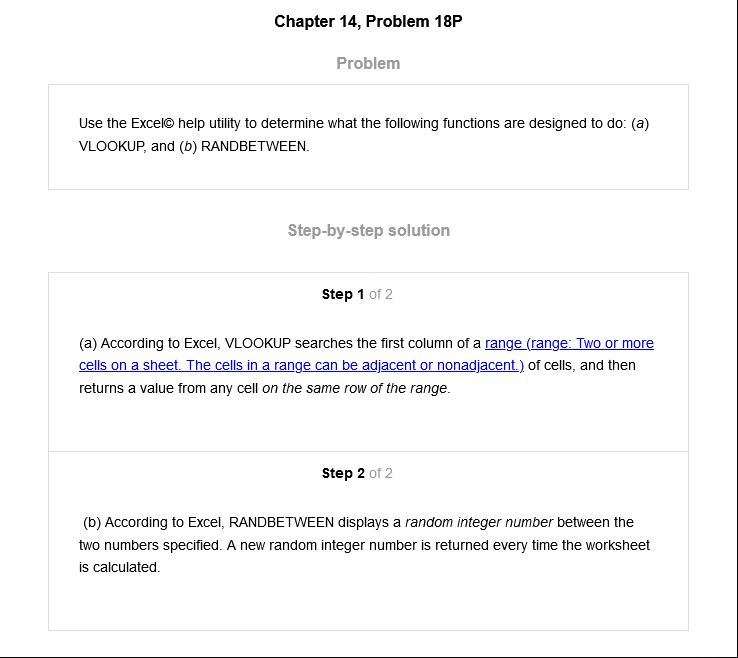 Chapter 14, Problem 18P
Problem
Use the Excel© help utility to determine what the following functions are designed to do: (a)
VLOOKUP, and (b) RANDBETWEEN.
Step-by-step solution
Step 1 of 2
(a) According to Excel, VLOOKUP searches the first column of a range (range: Two or more
cells on a sheet. The cells in a range can be adjacent or nonadjacent.) of cells, and then
returns a value from any cell on the same row of the range.
Step 2 of 2
(b) According to Excel, RANDBETWEEN displays a random integer number between the
two numbers specified. A new random integer number is returned every time the worksheet
is calculated.